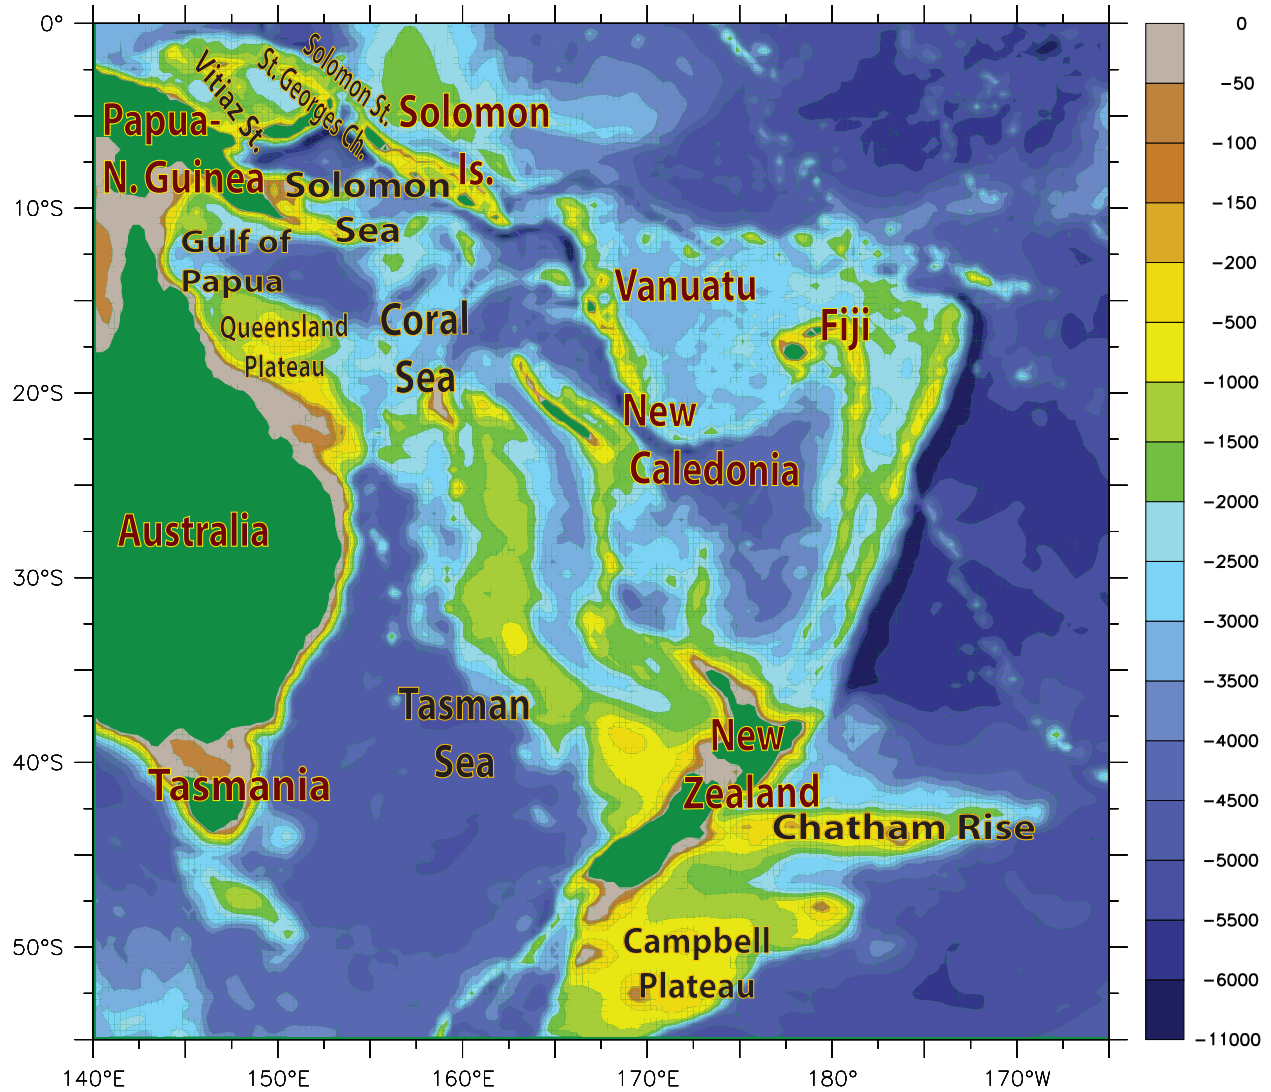 0°
10°S
20°S
30°S
40°S
50°S
140°E
150°E
160°E
170°E
180°
170°W
Vitiaz St.
St. Georges Ch.
Solomon St.
Papua-
N. Guinea
Solomon
Is.
Solomon
Sea
Gulf of
Papua
Queensland
Plateau
Coral
Sea
Vanuatu
Fiji
New
Caledonia
Australia
Tasman
Sea
Tasmania
New
Zealand
Chatham Rise
Campbell
Plateau
0
−50
−100
−150
−200
−500
−1000
−1500
−2000
−2500
−3000
−3500
−4000
−4500
−5000
−5500
−6000
−11000